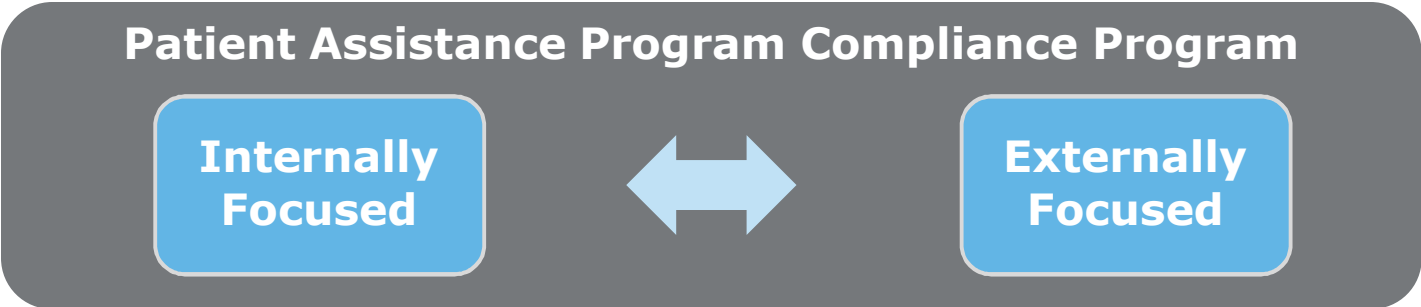 Patient Assistance Program Compliance Program
Internally
Focused
Externally
Focused